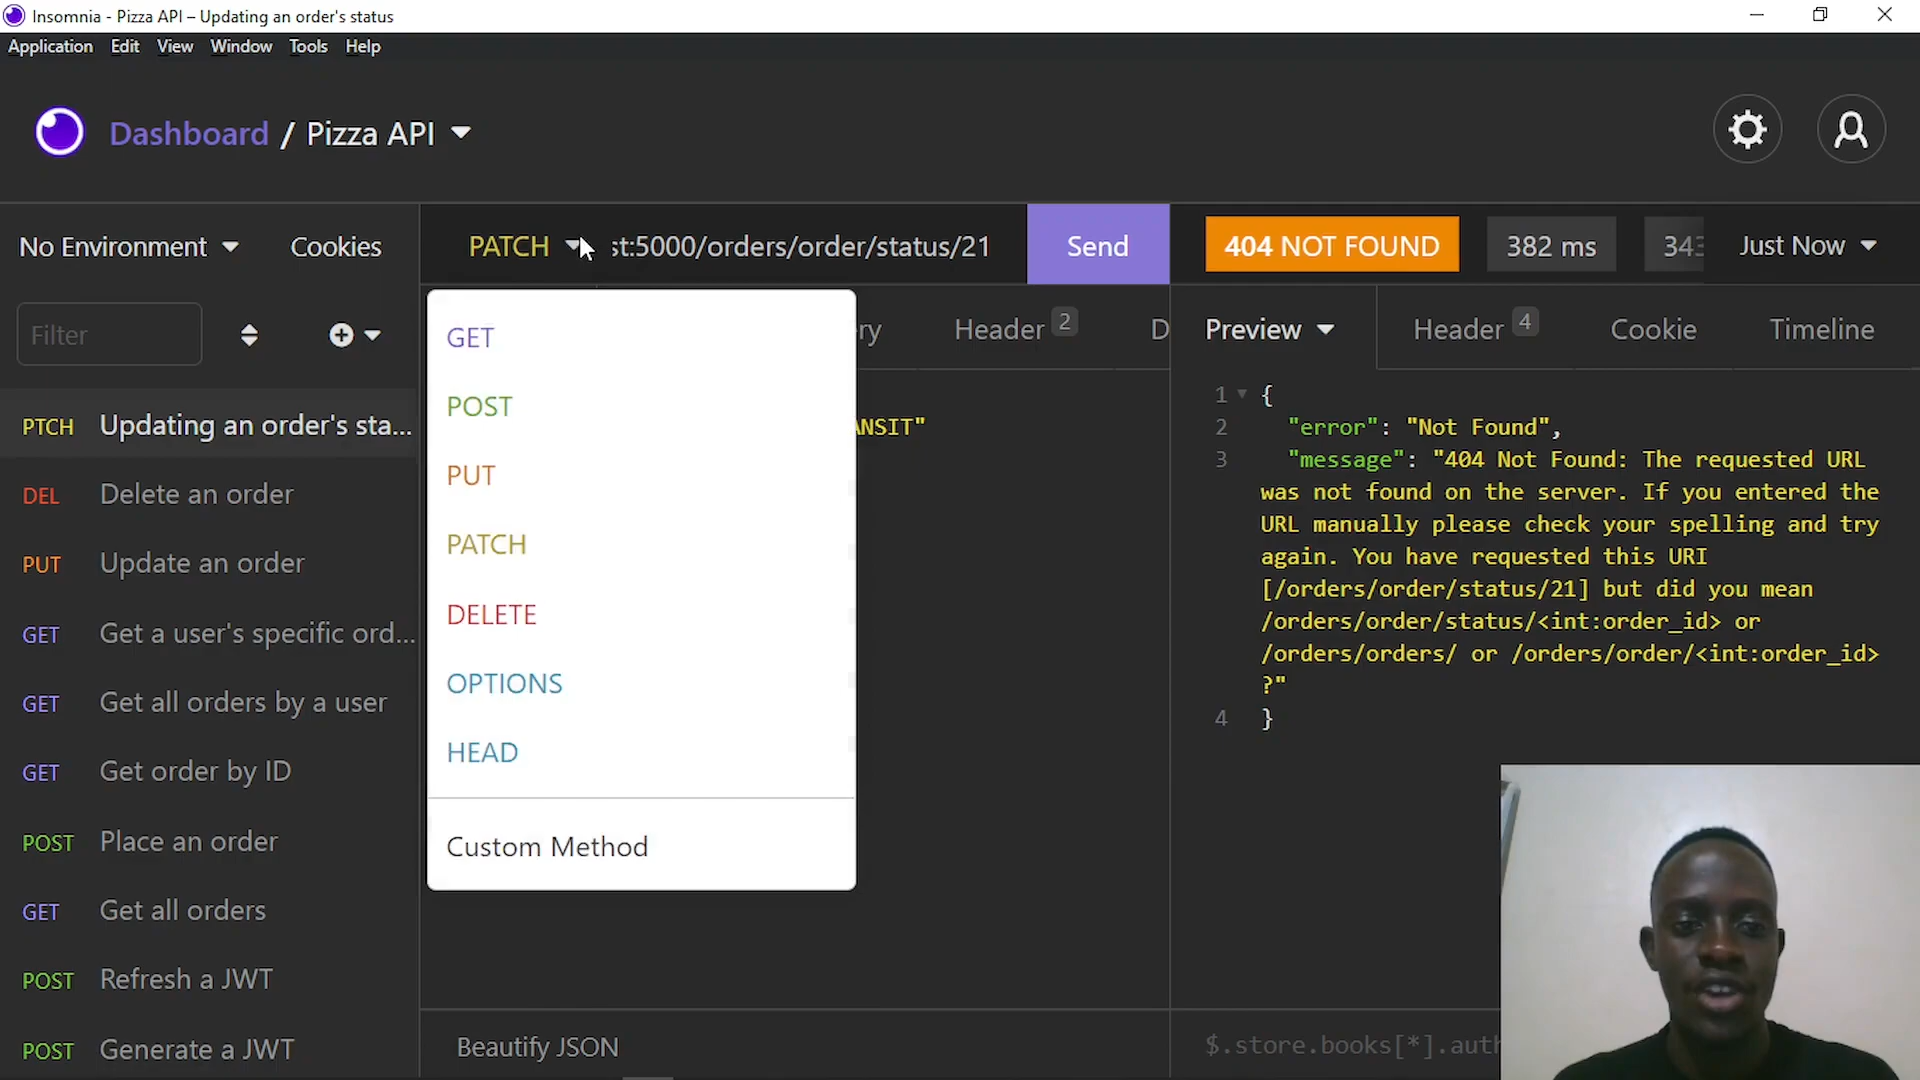 Insomnia - Pizza API – Updating an order's status
Application Edit View Window Tools Help
Dashboard / Pizza API
No Environment Cookies PATCH st:5000/orders/order/status/21 Send 404 NOT FOUND 382 ms 343 Just Now
Filter ry Header 2 D Preview Header 4 Cookie Timeline
GET
POST
PUT
PATCH
DELETE
OPTIONS
HEAD
Custom Method
PTCH Updating an order's sta...
DEL Delete an order
PUT Update an order
GET Get a user's specific ord...
GET Get all orders by a user
GET Get order by ID
POST Place an order
GET Get all orders
POST Refresh a JWT
POST Generate a JWT
ANSIT"
Beautify JSON
1 {
2 "error": "Not Found",
3 "message": "404 Not Found: The requested URL
was not found on the server. If you entered the
URL manually please check your spelling and try
again. You have requested this URI
[/orders/order/status/21] but did you mean
/orders/order/status/<int:order_id> or
/orders/orders/ or /orders/order/<int:order_id>
?"
4 }
$.store.books[*].auth